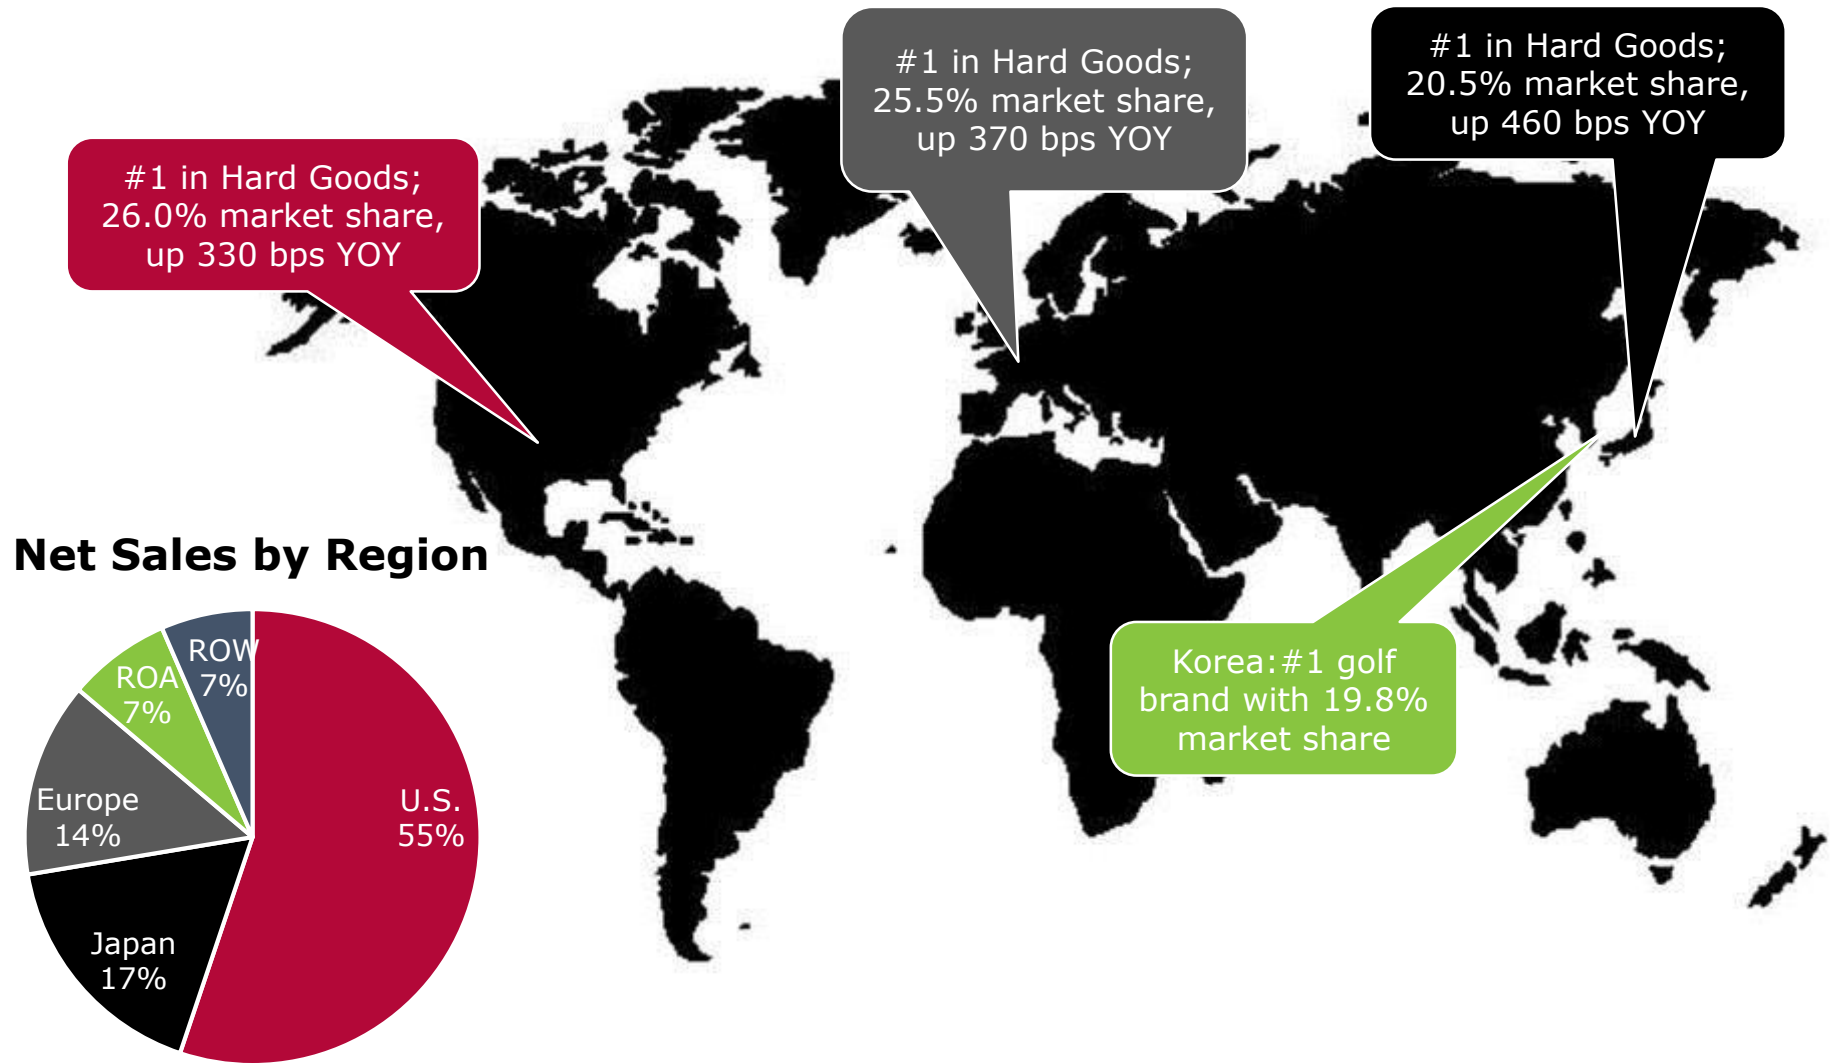 #1 in Hard Goods;
26.0% market share,
up 330 bps YOY
#1 in Hard Goods;
25.5% market share,
up 370 bps YOY
#1 in Hard Goods;
20.5% market share,
up 460 bps YOY
Korea:#1 golf
brand with 19.8%
market share
Net Sales by Region
ROW
7%
ROA
7%
Europe
14%
U.S.
55%
Japan
17%